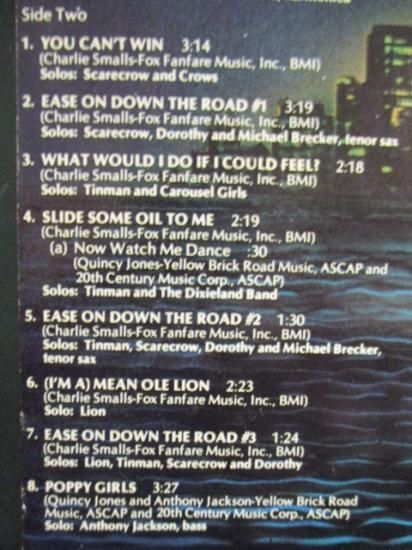 Side Two
1. YOU CAN'T WIN 3:14
(Charlie Smalls-Fox Fanfare Music, Inc., BMI)
Solos: Scarecrow and Crows
2. EASE ON DOWN THE ROAD #1 3:19
(Charlie Smalls-Fox Fanfare Music, Inc., BMI)
Solos: Scarecrow, Dorothy and Michael Brecker, tenor sax
3. WHAT WOULD I DO IF I COULD FEEL? 2:18
(Charlie Smalls-Fox Fanfare Music, Inc., BMI)
Solos: Tinman and Carousel Girls
4. SLIDE SOME OIL TO ME 2:19
(Charlie Smalls-Fox Fanfare Music, Inc., BMI)
(a) Now Watch Me Dance :30
(Quincy Jones-Yellow Brick Road Music, ASCAP and
20th Century Music Corp., ASCAP)
Solos: Tinman and The Dixieland Band
5. EASE ON DOWN THE ROAD #2 1:30
(Charlie Smalls-Fox Fanfare Music, Inc., BMI)
Solos: Tinman, Scarecrow, Dorothy and Michael Brecker,
tenor sax
6. (I'M A) MEAN OLE LION 2:23
(Charlie Smalls-Fox Fanfare Music, Inc., BMI)
Solo: Lion
7. EASE ON DOWN THE ROAD #3 1:24
(Charlie Smalls-Fox Fanfare Music, Inc., BMI)
Solos: Lion, Tinman, Scarecrow and Dorothy
8. POPPY GIRLS 3:27
(Quincy Jones and Anthony Jackson-Yellow Brick Road
Music, ASCAP and 20th Century Music Corp., ASCAP)
Solo: Anthony Jackson, bass